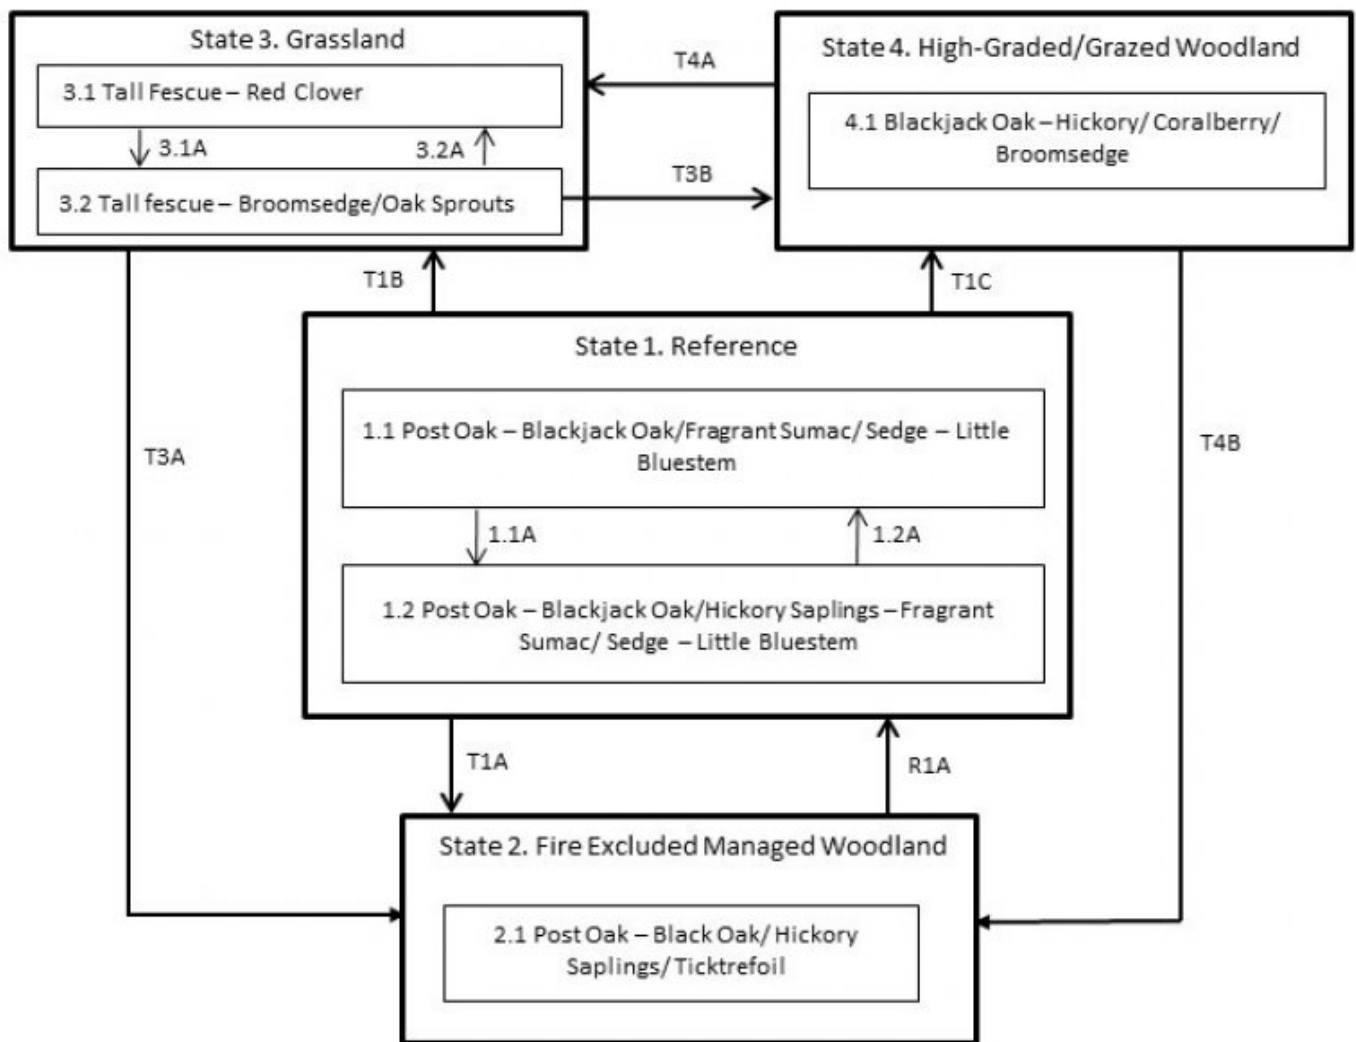 State 3. Grassland
3.1 Tall Fescue – Red Clover
3.1A
3.2A
3.2 Tall fescue – Broomsedge/Oak Sprouts
T4A
T3B
State 4. High-Graded/Grazed Woodland
4.1 Blackjack Oak – Hickory/ Coralberry/
Broomsedge
T1B
T1C
State 1. Reference
1.1 Post Oak – Blackjack Oak/Fragrant Sumac/ Sedge – Little
Bluestem
1.1A
1.2A
1.2 Post Oak – Blackjack Oak/Hickory Saplings – Fragrant
Sumac/ Sedge – Little Bluestem
T3A
T4B
T1A
R1A
State 2. Fire Excluded Managed Woodland
2.1 Post Oak – Black Oak/ Hickory
Saplings/ Ticktrefoil